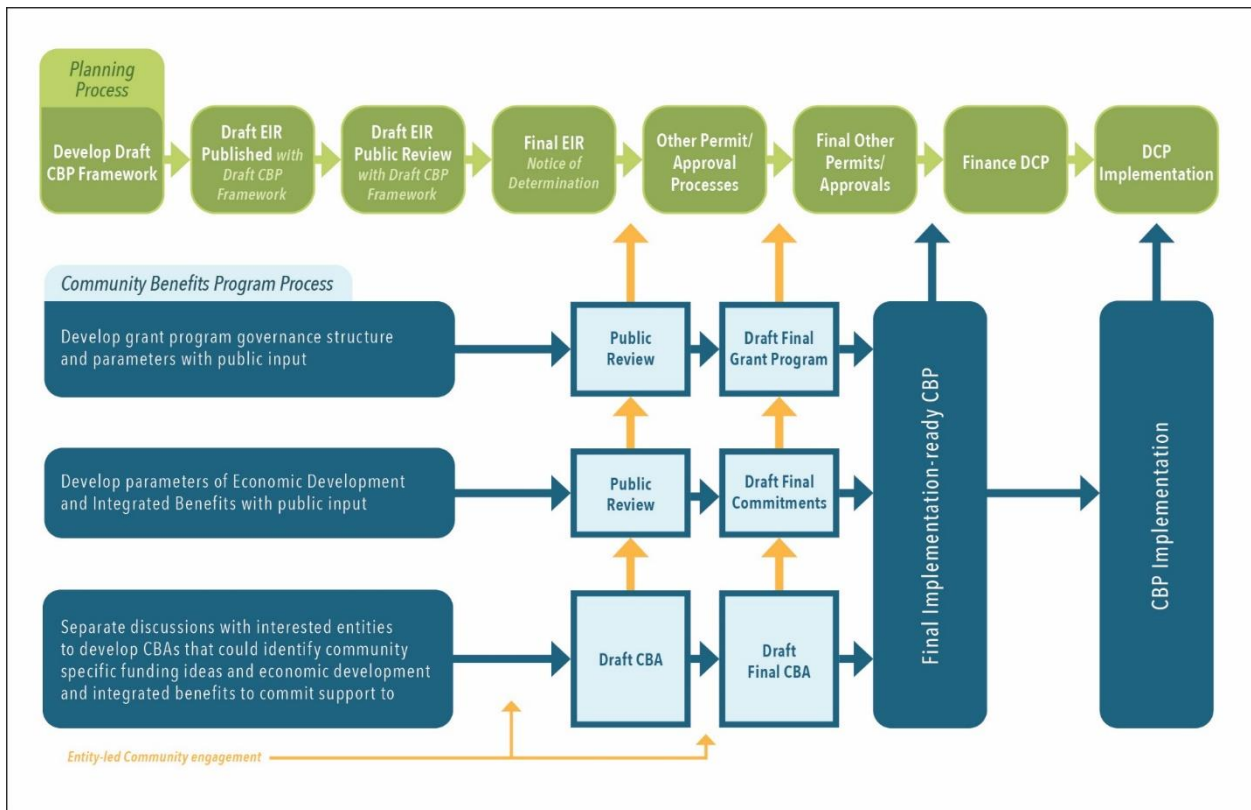 Planning
Process
Develop Draft
CBP Framework
Draft EIR
Published with
Draft CBP
Framework
Draft EIR
Public Review
with Draft CBP
Framework
Final EIR
Notice of
Determination
Other Permit/
Approval
Processes
Final Other
Permits/
Approvals
Finance DCP
DCP
Implementation
Community Benefits Program Process
Develop grant program governance structure
and parameters with public input
Public
Review
Draft Final
Grant Program
Develop parameters of Economic Development
and Integrated Benefits with public input
Public
Review
Draft Final
Commitments
Separate discussions with interested entities
to develop CBAs that could identify community
specific funding ideas and economic development
and integrated benefits to commit support to
Draft CBA
Draft
Final CBA
Final Implementation-ready CBP
CBP Implementation
Entity-led Community engagement